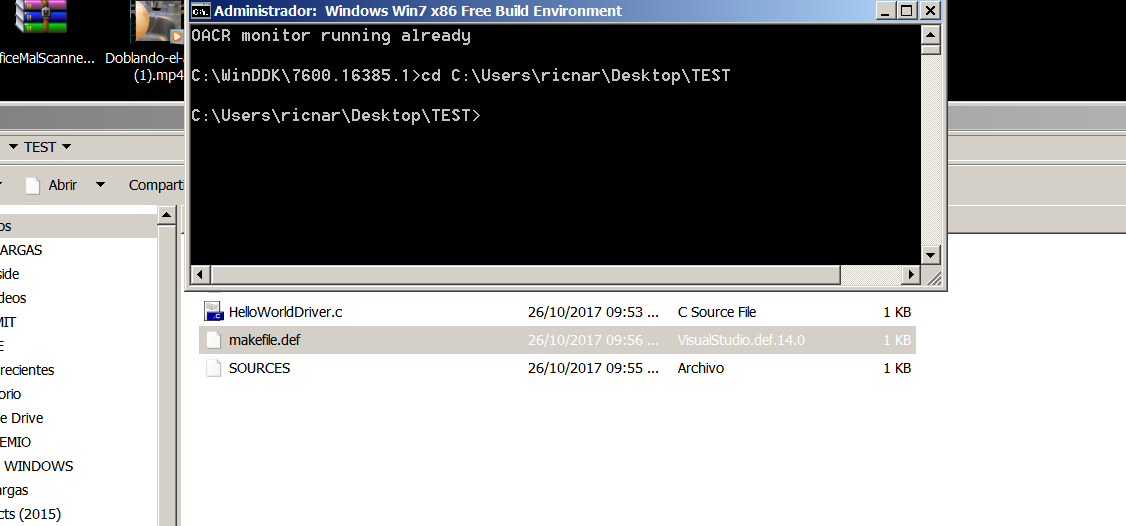 Administrador: Windows Win7 x86 Free Build Environment
OACR monitor running already
C:\WinDDK\7600.16385.1>cd C:\Users\ricnar\Desktop\TEST
C:\Users\ricnar\Desktop\TEST>
ficeMalScanne... Doblando-el-
(1).mp4
TEST
Abrir Comparti
os
ARGAS
side
deos
MIT
E
recientes
orio
e Drive
EMIO
WINDOWS
argas
cts (2015)
HelloWorldDriver.c 26/10/2017 09:53 ... C Source File 1 KB
makefile.def 26/10/2017 09:56 ... VisualStudio.def.14.0 1 KB
SOURCES 26/10/2017 09:55 ... Archivo 1 KB